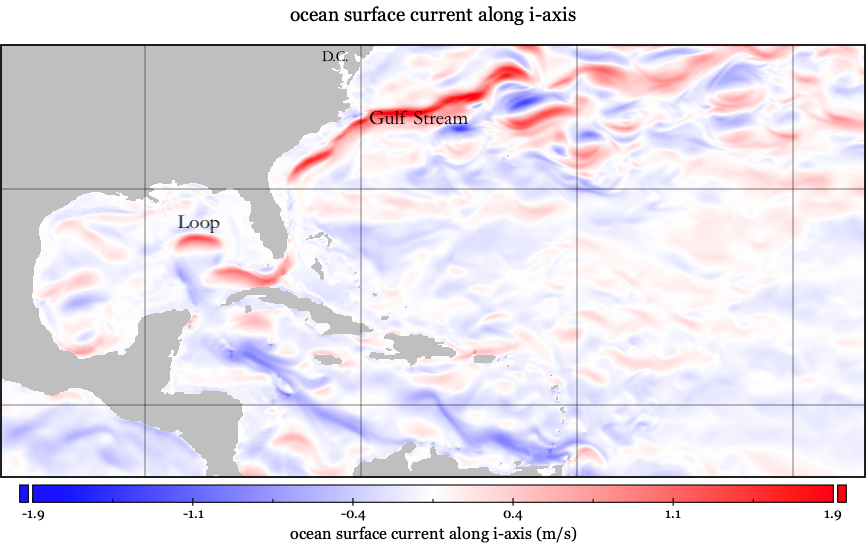 ocean surface current along i-axis
D.C.
Gulf Stream
Loop
-1.9 -1.1 -0.4 0.4 1.1 1.9
ocean surface current along i-axis (m/s)